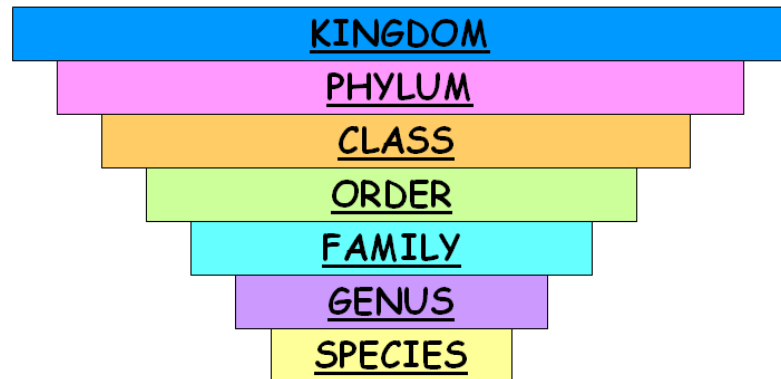 KINGDOM
PHYLUM
CLASS
ORDER
FAMILY
GENUS
SPECIES